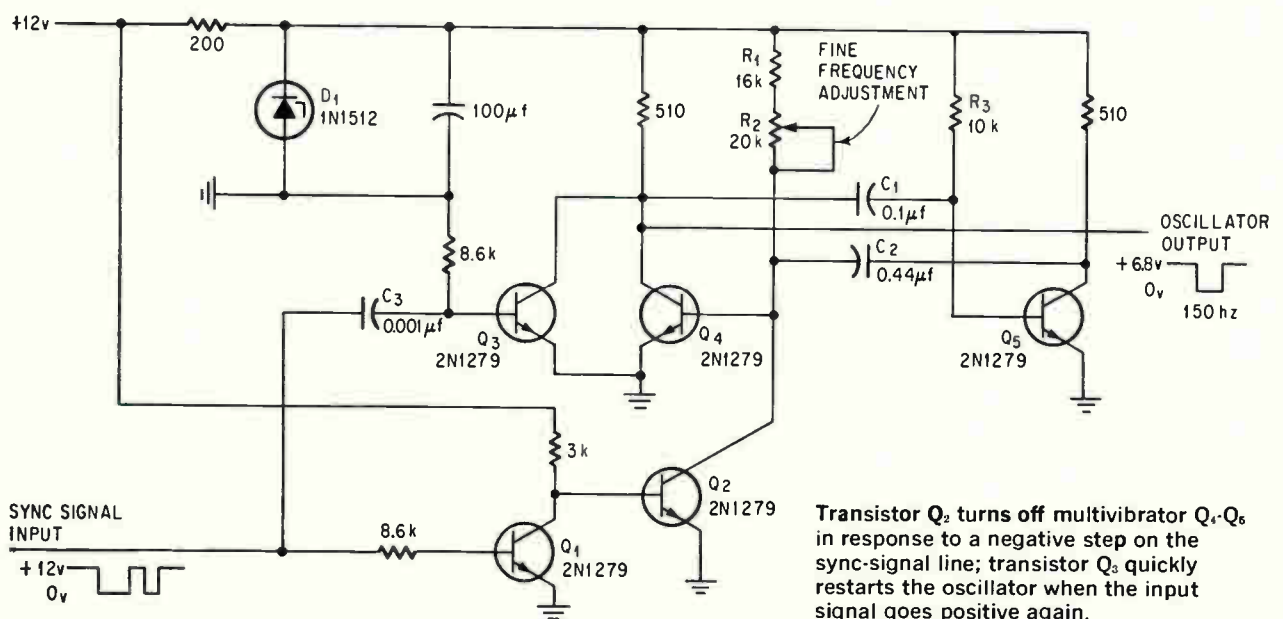 +12v
200
D1
1N1512
100µf
510
R1
16k
R2
20k
FINE
FREQUENCY
ADJUSTMENT
R3
10k
510
8.6k
C1
0.1µf
C2
0.44µf
OSCILLATOR
OUTPUT
+6.8v
0v
150 hz
C3
0.001µf
Q3
2N1279
Q4
2N1279
Q5
2N1279
3k
Q2
2N1279
SYNC SIGNAL
INPUT
+12v
0v
8.6k
Q1
2N1279
Transistor Q2 turns off multivibrator Q4-Q5
in response to a negative step on the
sync-signal line; transistor Q3 quickly
restarts the oscillator when the input
signal goes positive again.